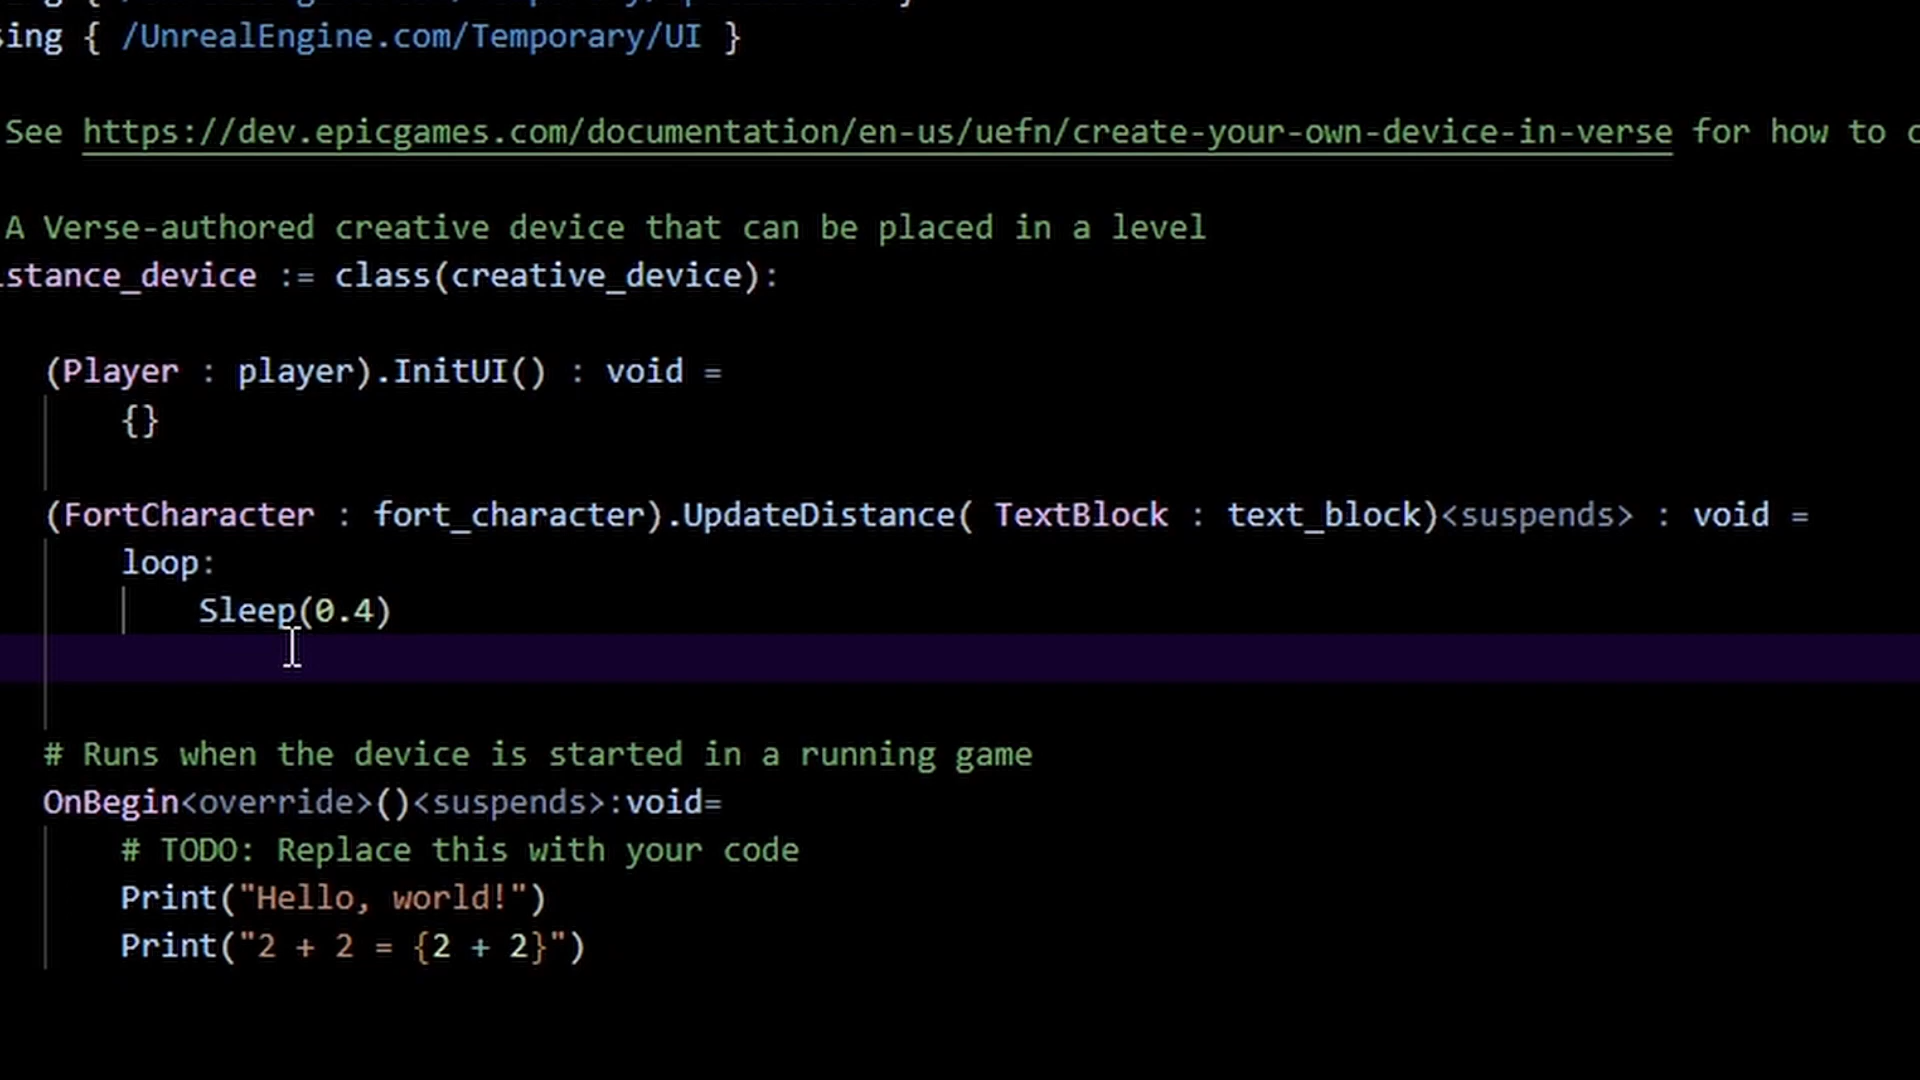 sing { /UnrealEngine.com/Temporary/UI }
See https://dev.epicgames.com/documentation/en-us/uefn/create-your-own-device-in-verse for how to c
A Verse-authored creative device that can be placed in a level
istance_device := class(creative_device):
(Player : player).InitUI() : void =
{}
(FortCharacter : fort_character).UpdateDistance( TextBlock : text_block)<suspends> : void =
loop:
Sleep(0.4)
# Runs when the device is started in a running game
OnBegin<override>()<suspends>:void=
# TODO: Replace this with your code
Print("Hello, world!")
Print("2 + 2 = {2 + 2}")